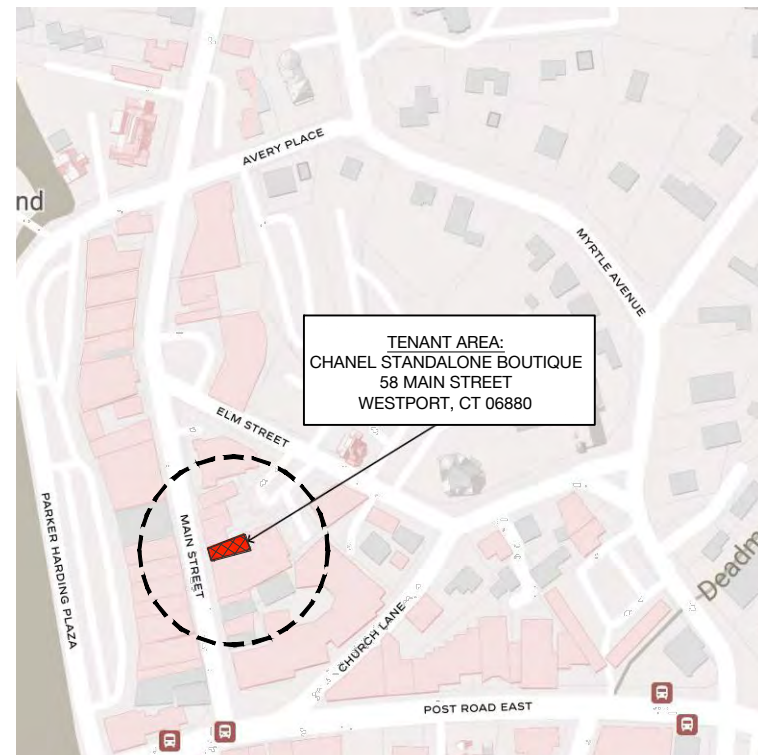 AVERY PLACE
nd
MYRTLE AVENUE
TENANT AREA:
CHANEL STANDALONE BOUTIQUE
58 MAIN STREET
WESTPORT, CT 06880
ELM STREET
PARKER HARDING PLAZA
MAIN STREET
Deadm
CHURCH LANE
POST ROAD EAST